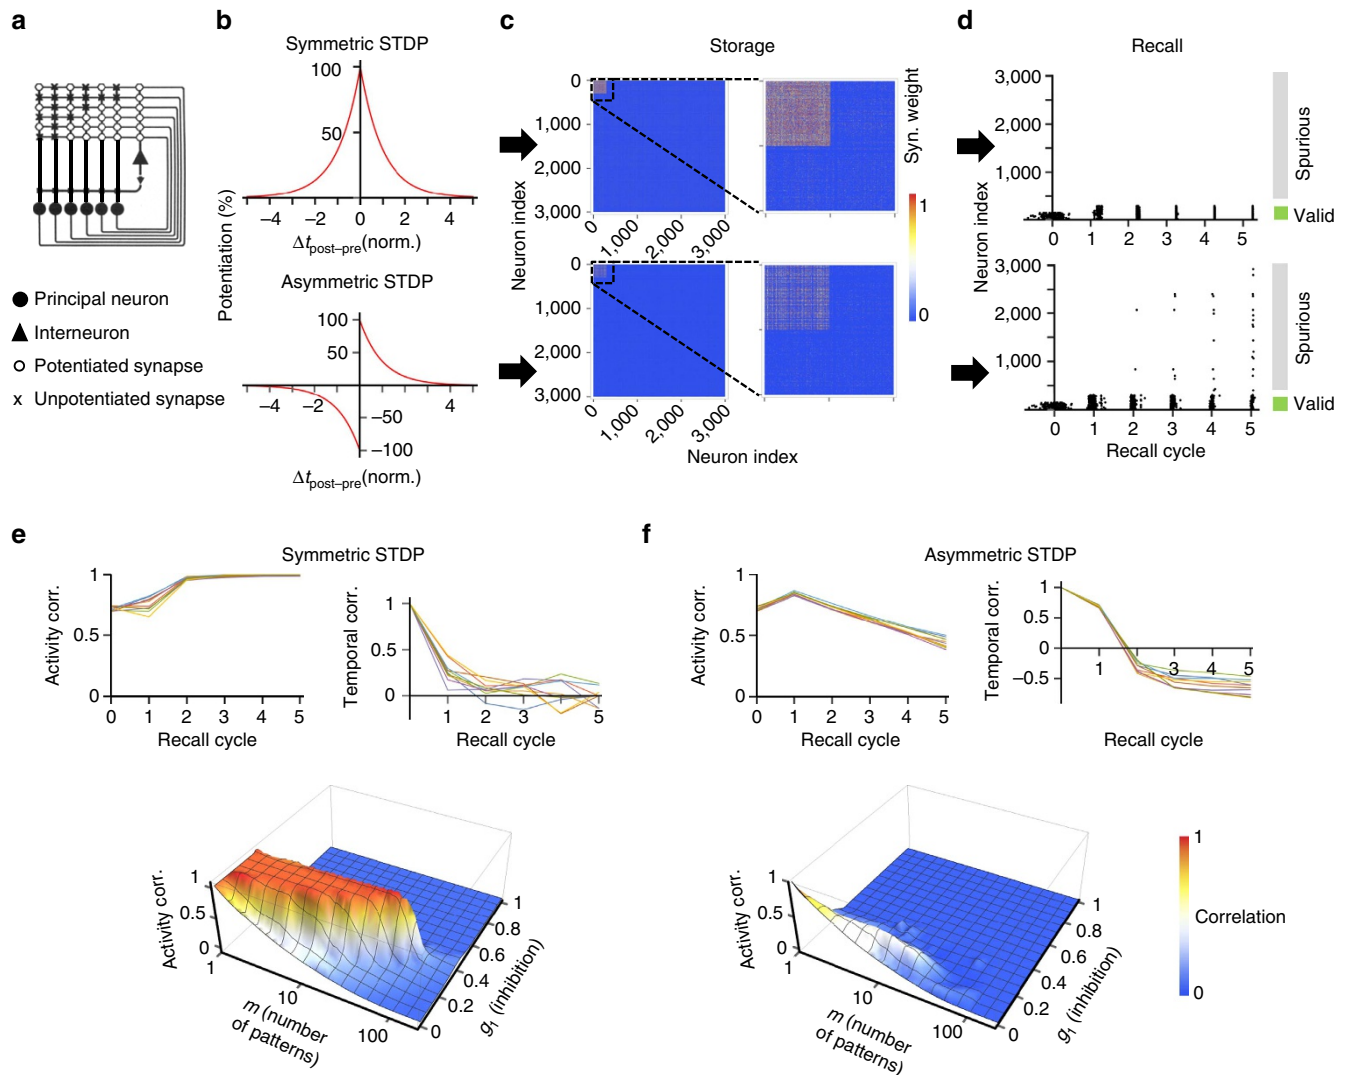 a
Principal neuron
Interneuron
Potentiated synapse
x Unpotentiated synapse
b
Symmetric STDP
100
50
−4 −2 0 2 4
Δt post–pre (norm.)
Potentiation (%)
Asymmetric STDP
100
50
−4 −2 4
−50
−100
Δt post–pre (norm.)
c
Storage
0
1,000
2,000
3,000
0 1,000 2,000 3,000
Neuron index
0
1,000
2,000
3,000
0 1,000 2,000 3,000
Neuron index
Syn. weight
1
0
d
Recall
3,000
2,000
1,000
0 1 2 3 4 5
Spurious
Valid
Neuron index
3,000
2,000
1,000
0 1 2 3 4 5
Recall cycle
Spurious
Valid
e
Symmetric STDP
Activity corr.
1
0.5
0
0 1 2 3 4 5
Recall cycle
Temporal corr.
1
0.5
0
1 2 3 4 5
Recall cycle
Activity corr.
1
0.5
0
1
10
100
m (number
of patterns)
0
0.2
0.4
0.6
0.8
1
gI (inhibition)
f
Asymmetric STDP
Activity corr.
1
0.5
0
0 1 2 3 4 5
Recall cycle
Temporal corr.
1
0.5
0
−0.5
1 3 4 5
Recall cycle
Activity corr.
1
0.5
0
1
10
100
m (number
of patterns)
0
0.2
0.4
0.6
0.8
1
gI (inhibition)
1
Correlation
0